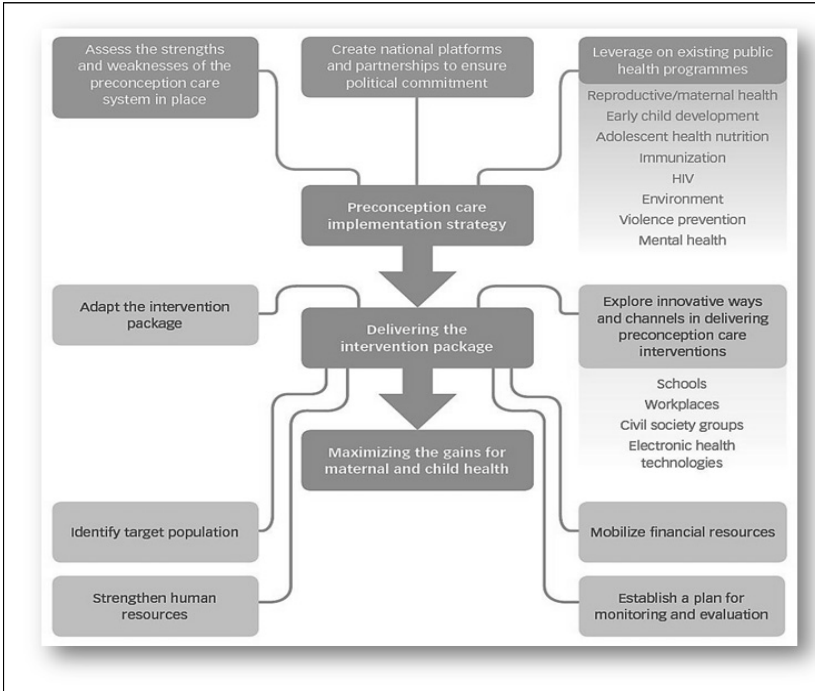 Assess the strengths
and weaknesses of the
preconception care
system in place
Create national platforms
and partnerships to ensure
political commitment
Leverage on existing public
health programmes
Reproductive/maternal health
Early child development
Adolescent health nutrition
Immunization
HIV
Environment
Violence prevention
Mental health
Preconception care
implementation strategy
Adapt the intervention
package
Delivering the
intervention package
Explore innovative ways
and channels in delivering
preconception care
interventions
Schools
Workplaces
Civil society groups
Electronic health
technologies
Maximizing the gains for
maternal and child health
Identify target population
Mobilize financial resources
Strengthen human
resources
Establish a plan for
monitoring and evaluation